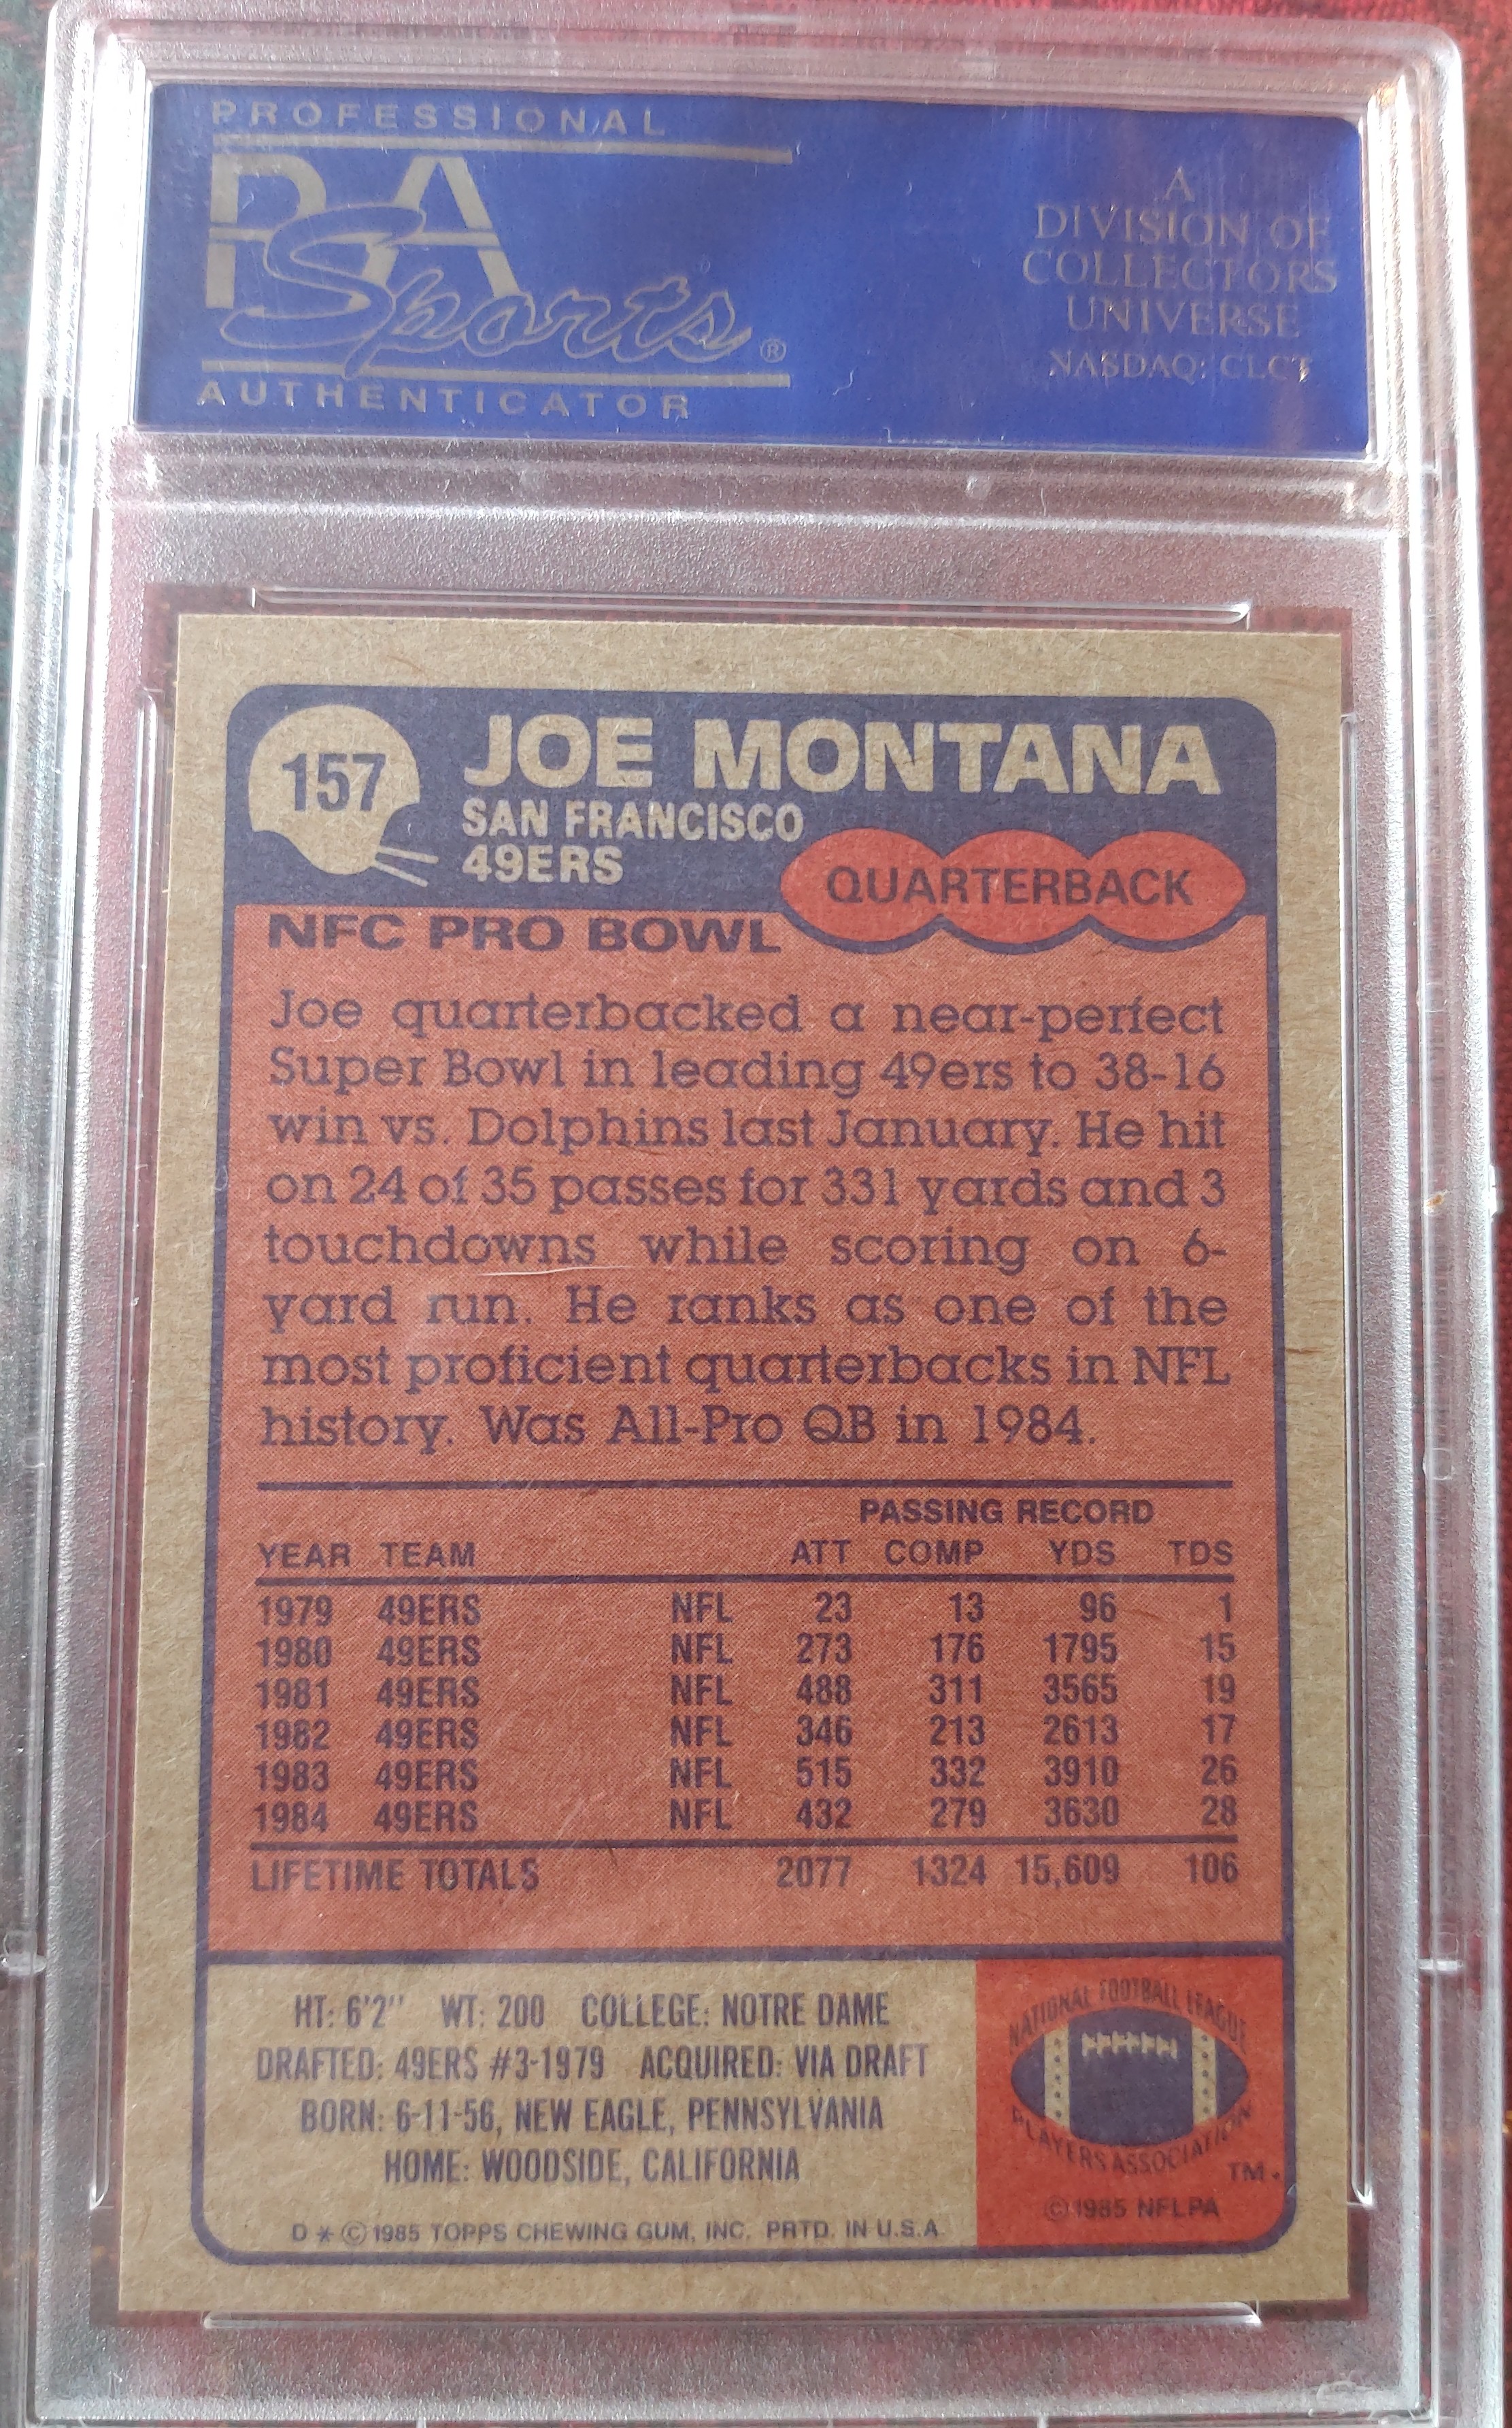 PROFESSIONAL
PSA
Sports®
AUTHENTICATOR
A
DIVISION OF
COLLECTORS
UNIVERSE
NASDAQ: CLCT
157
JOE MONTANA
SAN FRANCISCO
49ERS
QUARTERBACK
NFC PRO BOWL
Joe quarterbacked a near-perfect
Super Bowl in leading 49ers to 38-16
win vs. Dolphins last January. He hit
on 24 of 35 passes for 331 yards and 3
touchdowns while scoring on 6-
yard run. He ranks as one of the
most proficient quarterbacks in NFL
history. Was All-Pro QB in 1984.
PASSING RECORD
YEAR TEAM ATT COMP YDS TDS
1979 49ERS NFL 23 13 96 1
1980 49ERS NFL 273 176 1795 15
1981 49ERS NFL 488 311 3565 19
1982 49ERS NFL 346 213 2613 17
1983 49ERS NFL 515 332 3910 26
1984 49ERS NFL 432 279 3630 28
LIFETIME TOTALS 2077 1324 15,609 106
HT: 6'2" WT: 200 COLLEGE: NOTRE DAME
DRAFTED: 49ERS #3-1979 ACQUIRED: VIA DRAFT
BORN: 6-11-56, NEW EAGLE, PENNSYLVANIA
HOME: WOODSIDE, CALIFORNIA
D * © 1985 TOPPS CHEWING GUM, INC. PRTD. IN U.S.A.
NATIONAL FOOTBALL LEAGUE
PLAYERS ASSOCIATION
TM
© 1985 NFLPA